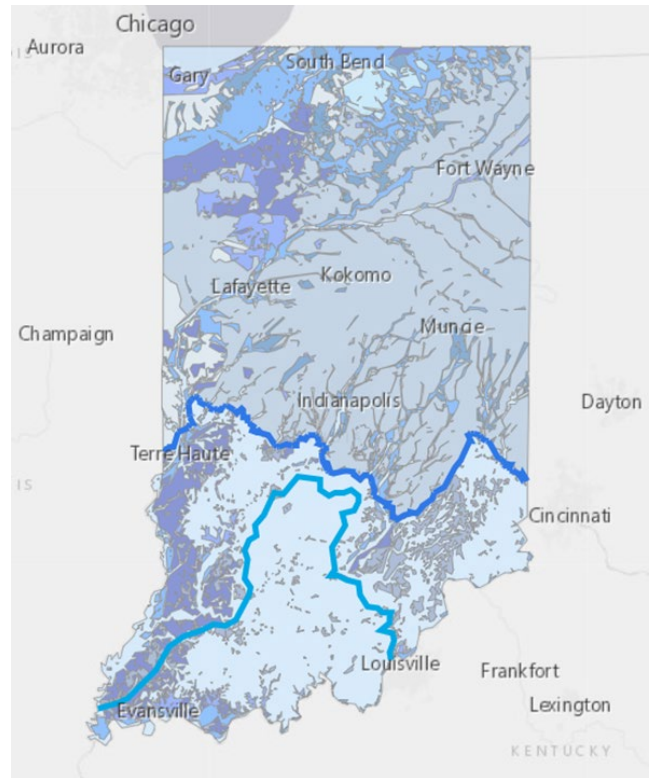 Chicago
Aurora
South Bend
Gary
Fort Wayne
Kokomo
Lafayette
Champaign
Muncie
Indianapolis
Dayton
Terre Haute
IS
Cincinnati
Louisville
Frankfort
Lexington
Evansville
KENTUCKY